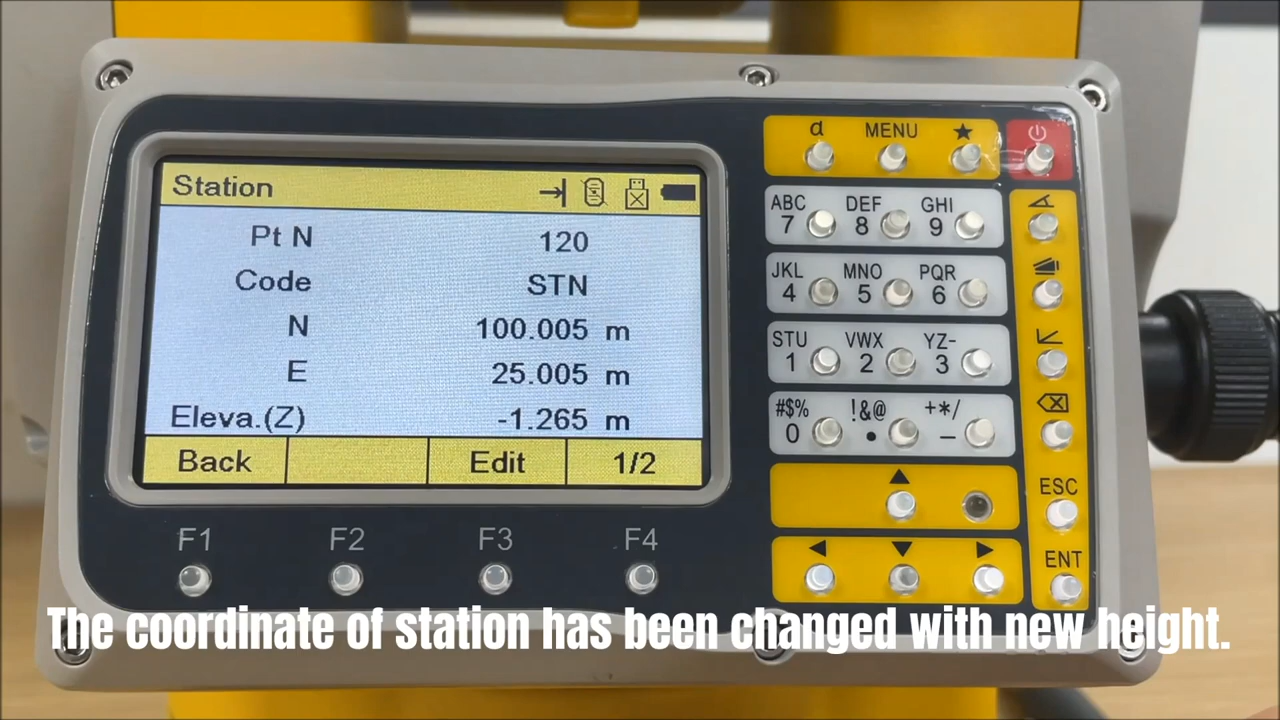 Station
Pt N 120
Code STN
N 100.005 m
E 25.005 m
Eleva.(Z) -1.265 m
Back Edit 1/2
F1 F2 F3 F4
α MENU ★
ABC DEF GHI
7 8 9
JKL MNO PQR
4 5 6
STU VWX YZ-
1 2 3
#$% !&@ +*/
0 • –
ESC
ENT
The coordinate of station has been changed with new height.